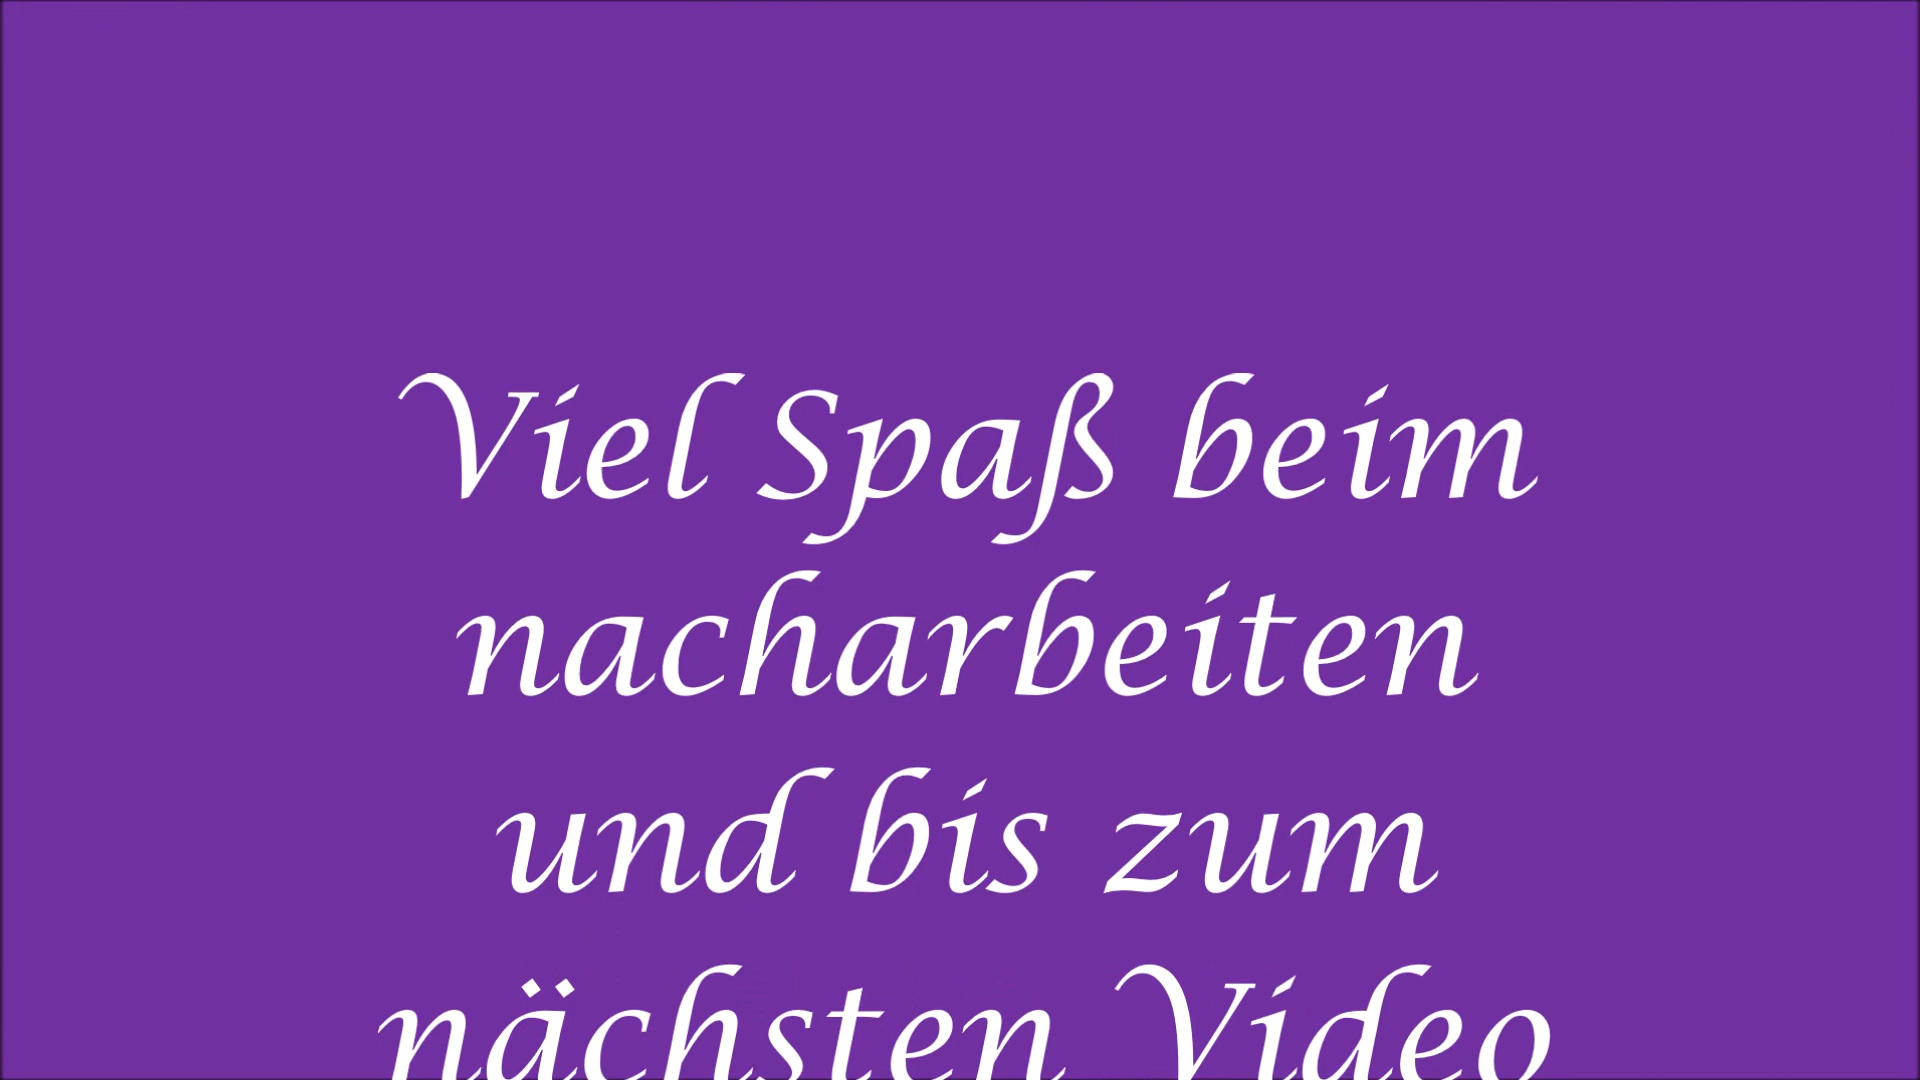 Viel Spaß beim
nacharbeiten
und bis zum
nächsten Video